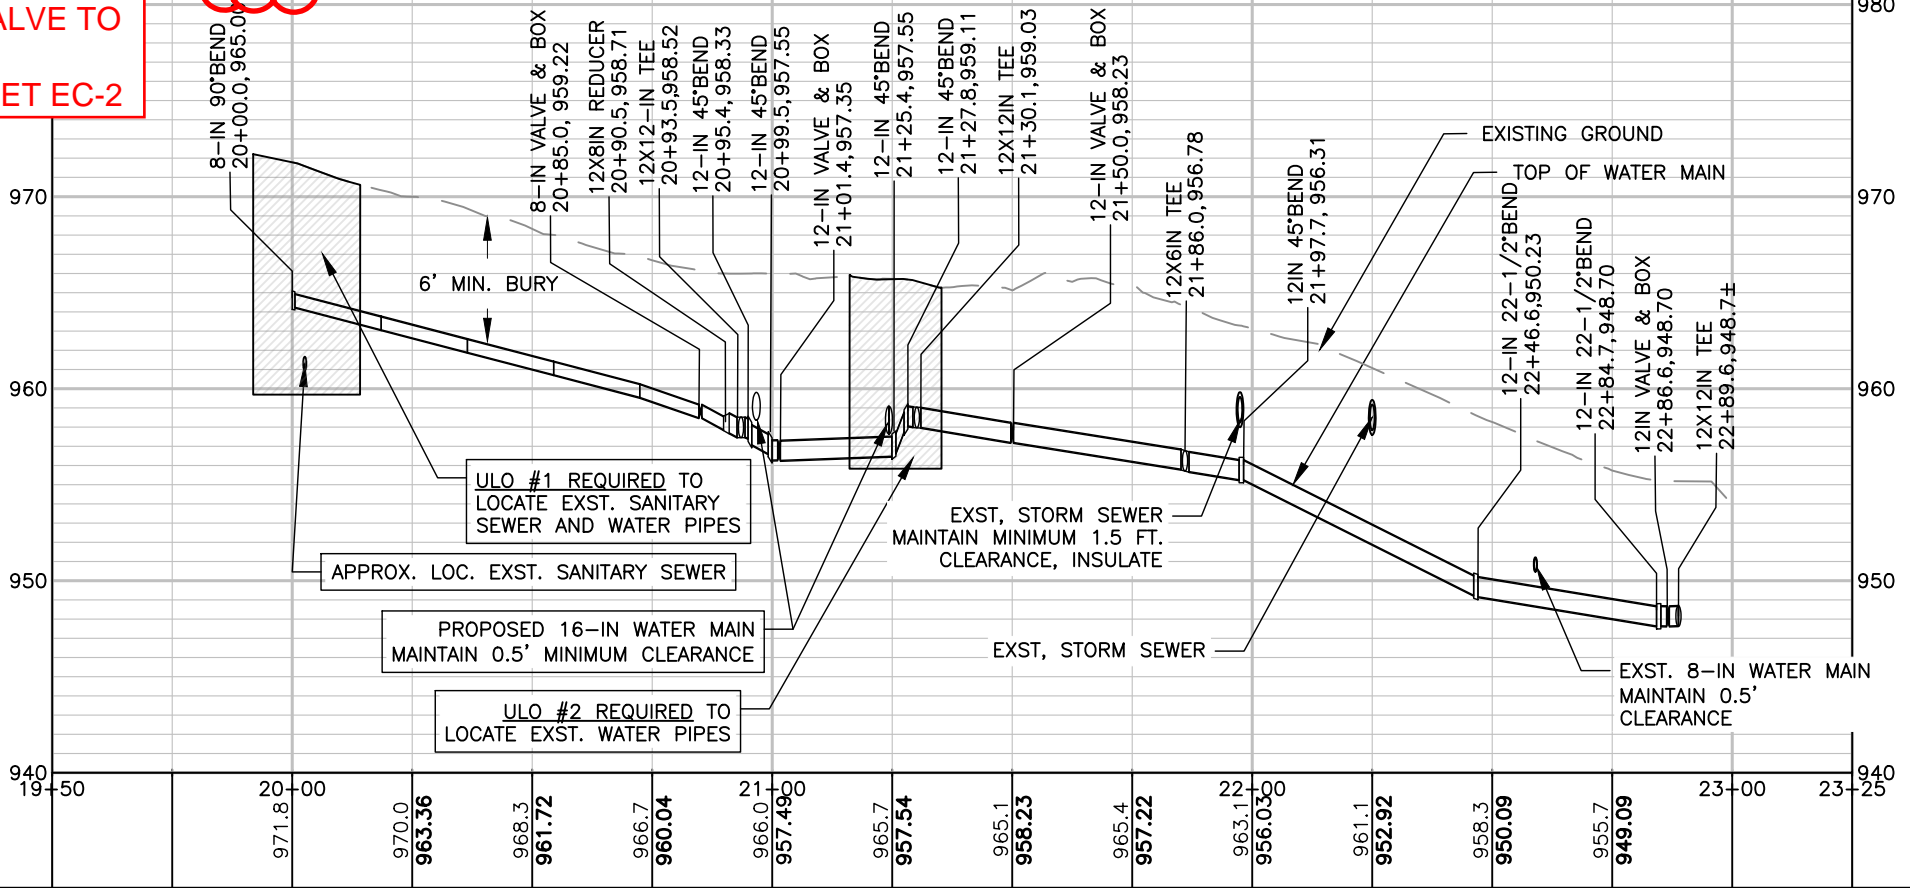 ALVE TO
ET EC-2
980
980
8-IN 90°BEND
20+00.0, 965.00
8-IN VALVE & BOX
20+85.0, 959.22
12X8IN REDUCER
20+90.5, 958.71
12X12-IN TEE
20+93.5, 958.52
12-IN 45°BEND
20+95.4, 958.33
12-IN 45°BEND
20+99.5, 957.55
12-IN VALVE & BOX
21+01.4, 957.35
12-IN 45°BEND
21+25.4, 957.55
12-IN 45°BEND
21+27.8, 959.11
12X12IN TEE
21+30.1, 959.03
12-IN VALVE & BOX
21+50.0, 958.23
12X6IN TEE
21+86.0, 956.78
12IN 45°BEND
21+97.7, 956.31
12-IN 22-1/2°BEND
22+46.6, 950.23
12-IN 22-1/2°BEND
22+84.7, 948.70
12IN VALVE & BOX
22+86.6, 948.70
12X12IN TEE
22+89.6, 948.7±
EXISTING GROUND
TOP OF WATER MAIN
970
970
6' MIN. BURY
960
960
ULO #1 REQUIRED TO
LOCATE EXST. SANITARY
SEWER AND WATER PIPES
EXST, STORM SEWER
MAINTAIN MINIMUM 1.5 FT.
CLEARANCE, INSULATE
APPROX. LOC. EXST. SANITARY SEWER
950
950
PROPOSED 16-IN WATER MAIN
MAINTAIN 0.5' MINIMUM CLEARANCE
EXST, STORM SEWER
EXST. 8-IN WATER MAIN
MAINTAIN 0.5'
CLEARANCE
ULO #2 REQUIRED TO
LOCATE EXST. WATER PIPES
940
940
19+50
20+00
21+00
22+00
23+00
23+25
971.8
970.0
963.36
968.3
961.72
966.7
960.04
966.0
957.49
965.7
957.54
965.1
958.23
965.4
957.22
963.1
956.03
961.1
952.92
958.3
950.09
955.7
949.09